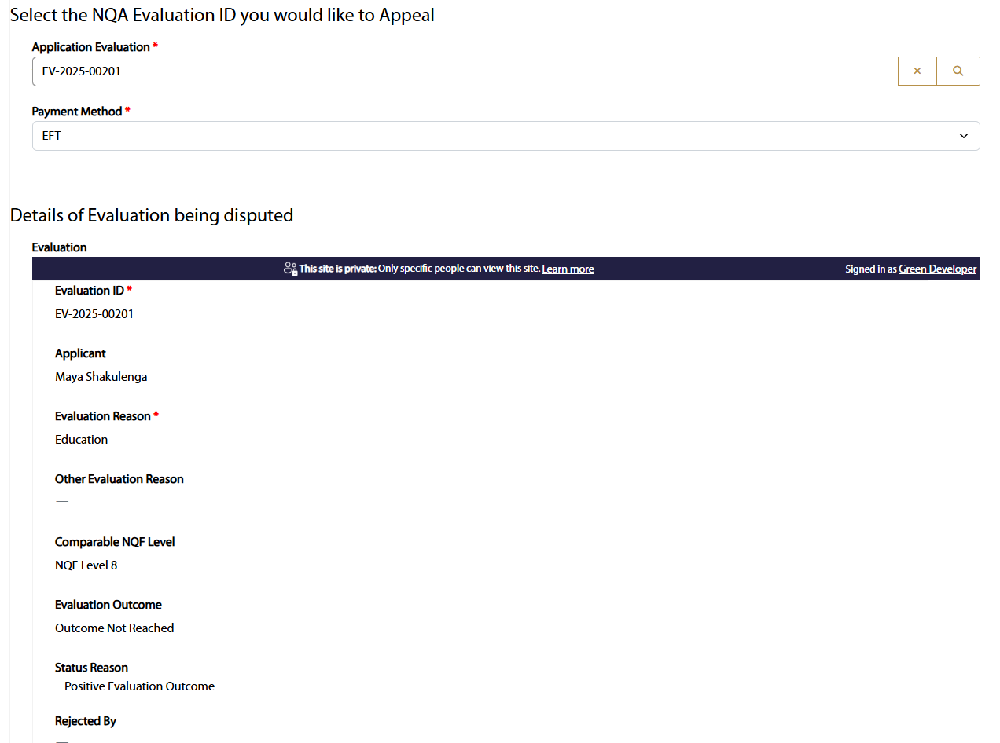 Select the NQA Evaluation ID you would like to Appeal
Application Evaluation *
EV-2025-00201
Payment Method *
EFT
Details of Evaluation being disputed
Evaluation
This site is private: Only specific people can view this site. Learn more
Signed in as Green Developer
Evaluation ID *
EV-2025-00201
Applicant
Maya Shakulenga
Evaluation Reason *
Education
Other Evaluation Reason
—
Comparable NQF Level
NQF Level 8
Evaluation Outcome
Outcome Not Reached
Status Reason
Positive Evaluation Outcome
Rejected By
—